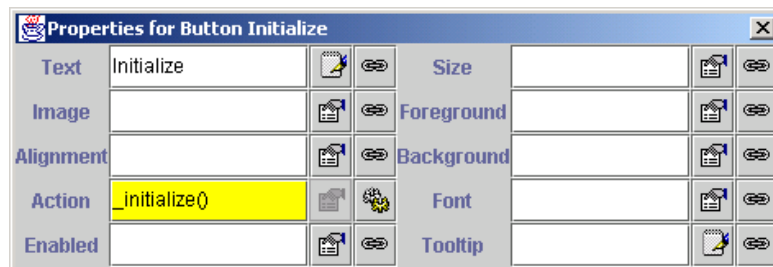 Properties for Button Initialize
Text Initialize Size
Image Foreground
Alignment Background
Action _initialize() Font
Enabled Tooltip